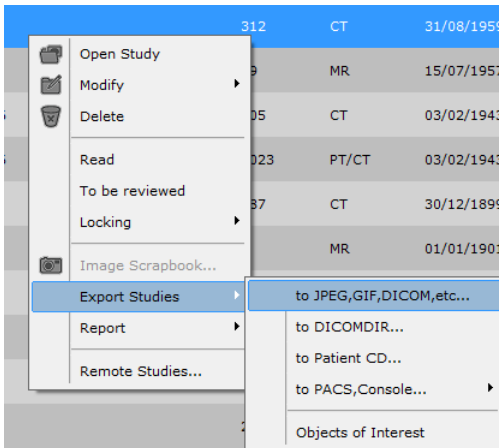 312 CT 31/08/1959
Open Study
9 MR 15/07/1957
Modify
Delete
05 CT 03/02/1943
Read
023 PT/CT 03/02/1943
To be reviewed
37 CT 30/12/1899
Locking
MR 01/01/1901
Image Scrapbook...
Export Studies
to JPEG,GIF,DICOM,etc...
Report
to DICOMDIR...
to Patient CD...
Remote Studies...
to PACS,Console...
Objects of Interest